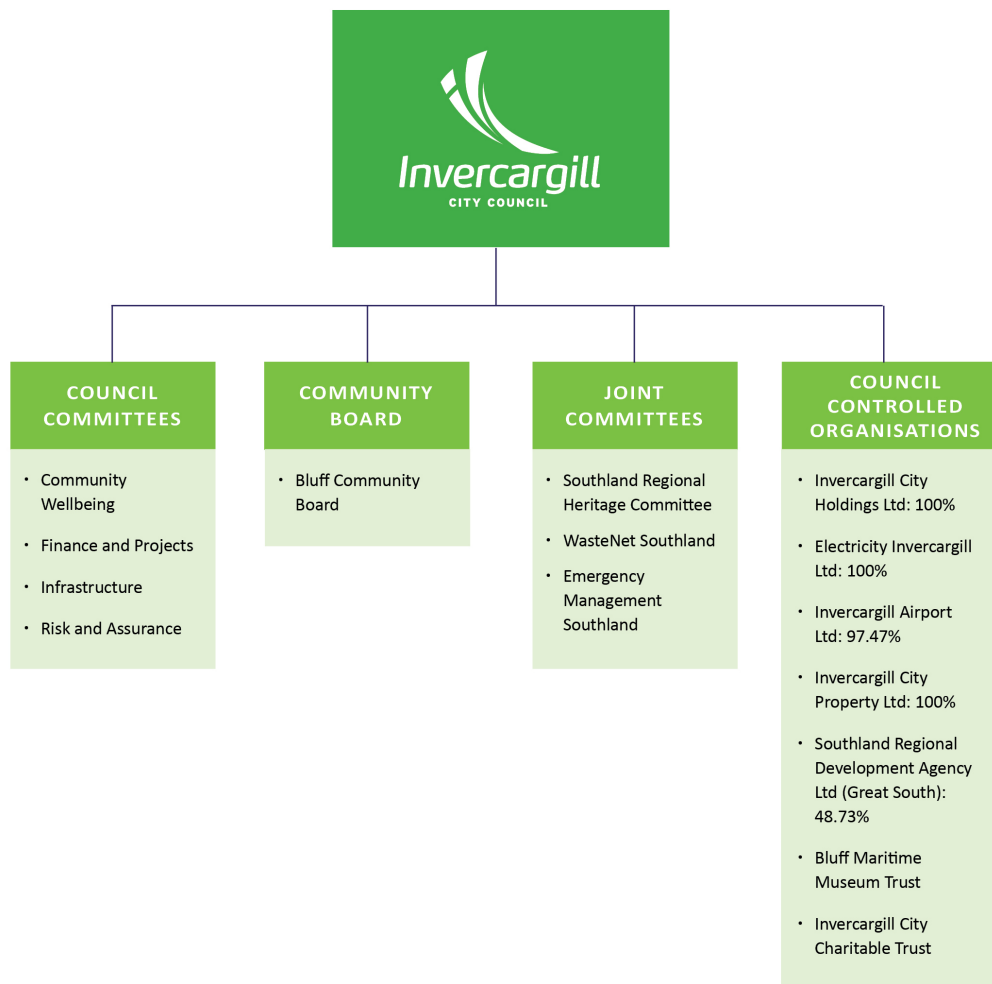 Invercargill
CITY COUNCIL
COUNCIL
COMMITTEES
• Community
Wellbeing
• Finance and Projects
• Infrastructure
• Risk and Assurance
COMMUNITY
BOARD
• Bluff Community
Board
JOINT
COMMITTEES
• Southland Regional
Heritage Committee
• WasteNet Southland
• Emergency
Management
Southland
COUNCIL
CONTROLLED
ORGANISATIONS
• Invercargill City
Holdings Ltd: 100%
• Electricity Invercargill
Ltd: 100%
• Invercargill Airport
Ltd: 97.47%
• Invercargill City
Property Ltd: 100%
• Southland Regional
Development Agency
Ltd (Great South):
48.73%
• Bluff Maritime
Museum Trust
• Invercargill City
Charitable Trust